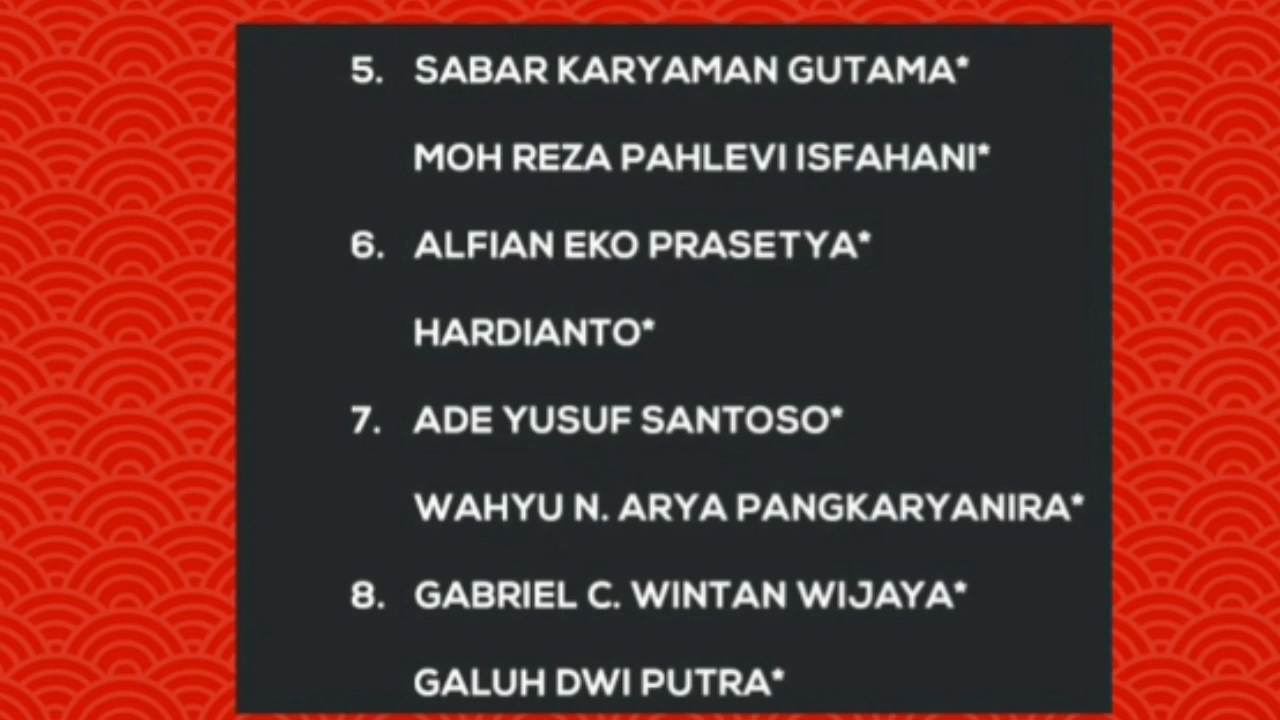 5. SABAR KARYAMAN GUTAMA*
MOH REZA PAHLEVI ISFAHANI*
6. ALFIAN EKO PRASETYA*
HARDIANTO*
7. ADE YUSUF SANTOSO*
WAHYU N. ARYA PANGKARYANIRA*
8. GABRIEL C. WINTAN WIJAYA*
GALUH DWI PUTRA*